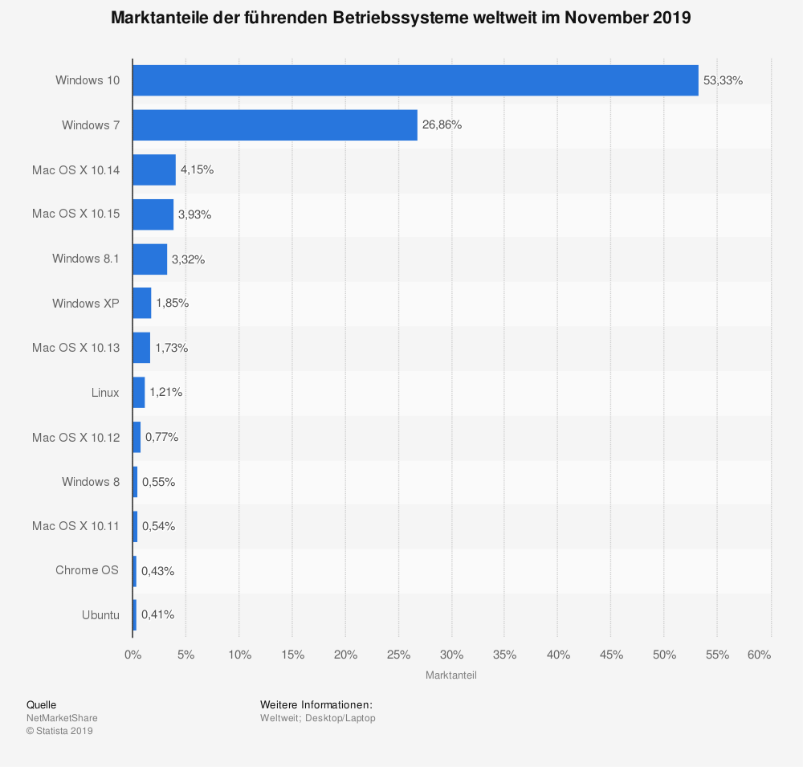 Marktanteile der führenden Betriebssysteme weltweit im November 2019
Windows 10 53,33%
Windows 7 26,86%
Mac OS X 10.14 4,15%
Mac OS X 10.15 3,93%
Windows 8.1 3,32%
Windows XP 1,85%
Mac OS X 10.13 1,73%
Linux 1,21%
Mac OS X 10.12 0,77%
Windows 8 0,55%
Mac OS X 10.11 0,54%
Chrome OS 0,43%
Ubuntu 0,41%
0% 5% 10% 15% 20% 25% 30% 35% 40% 45% 50% 55% 60%
Marktanteil
Quelle
NetMarketShare
© Statista 2019
Weitere Informationen:
Weltweit; Desktop/Laptop